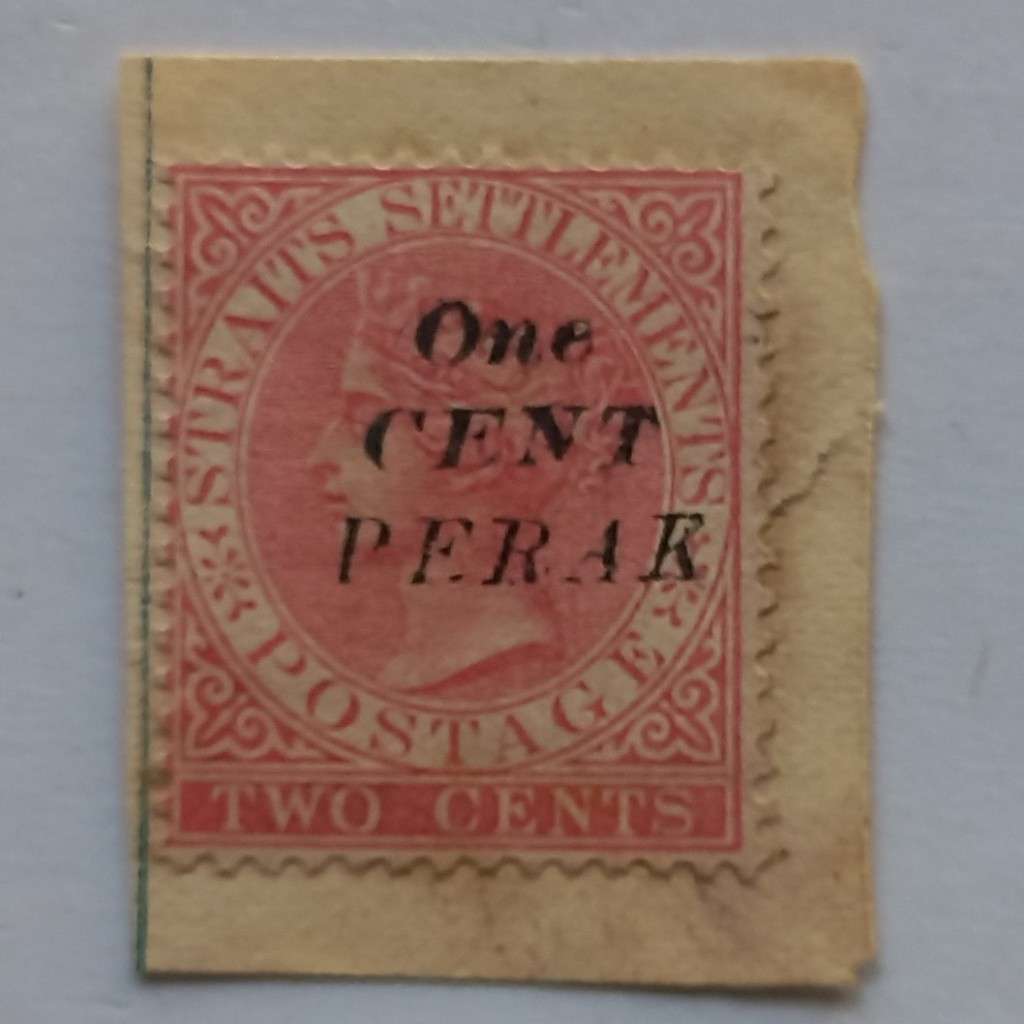 STRAITS SETTLEMENTS
One
CENT
PERAK
POSTAGE
TWO CENTS